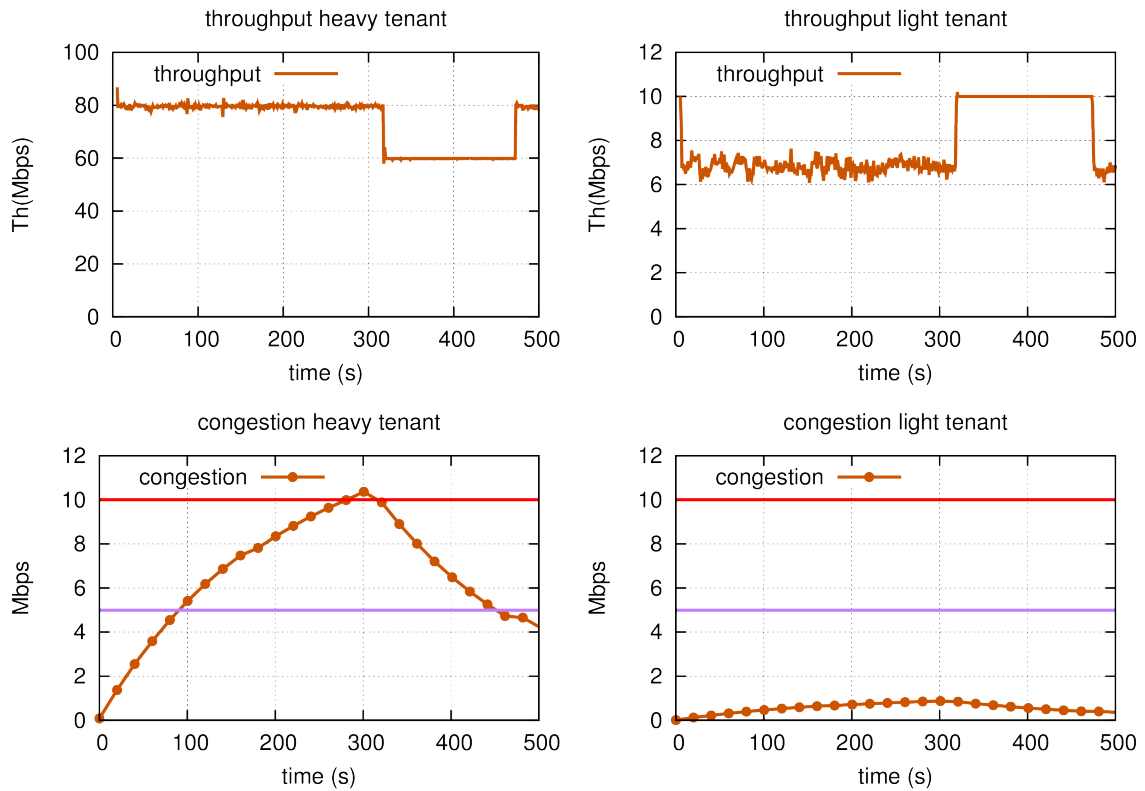 throughput heavy tenant
throughput
100
80
60
40
20
0
Th(Mbps)
0 100 200 300 400 500
time (s)
throughput light tenant
throughput
12
10
8
6
4
2
0
Th(Mbps)
0 100 200 300 400 500
time (s)
congestion heavy tenant
congestion
12
10
8
6
4
2
0
Mbps
0 100 200 300 400 500
time (s)
congestion light tenant
congestion
12
10
8
6
4
2
0
Mbps
0 100 200 300 400 500
time (s)